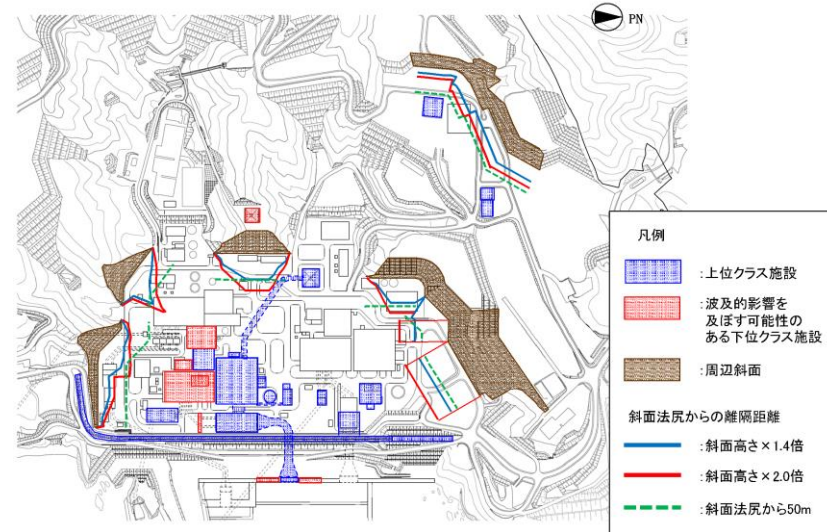 PN
凡例
:上位クラス施設
:波及的影響を
及ぼす可能性の
ある下位クラス施設
:周辺斜面
斜面法尻からの離隔距離
:斜面高さ×1.4倍
:斜面高さ×2.0倍
:斜面法尻から50m